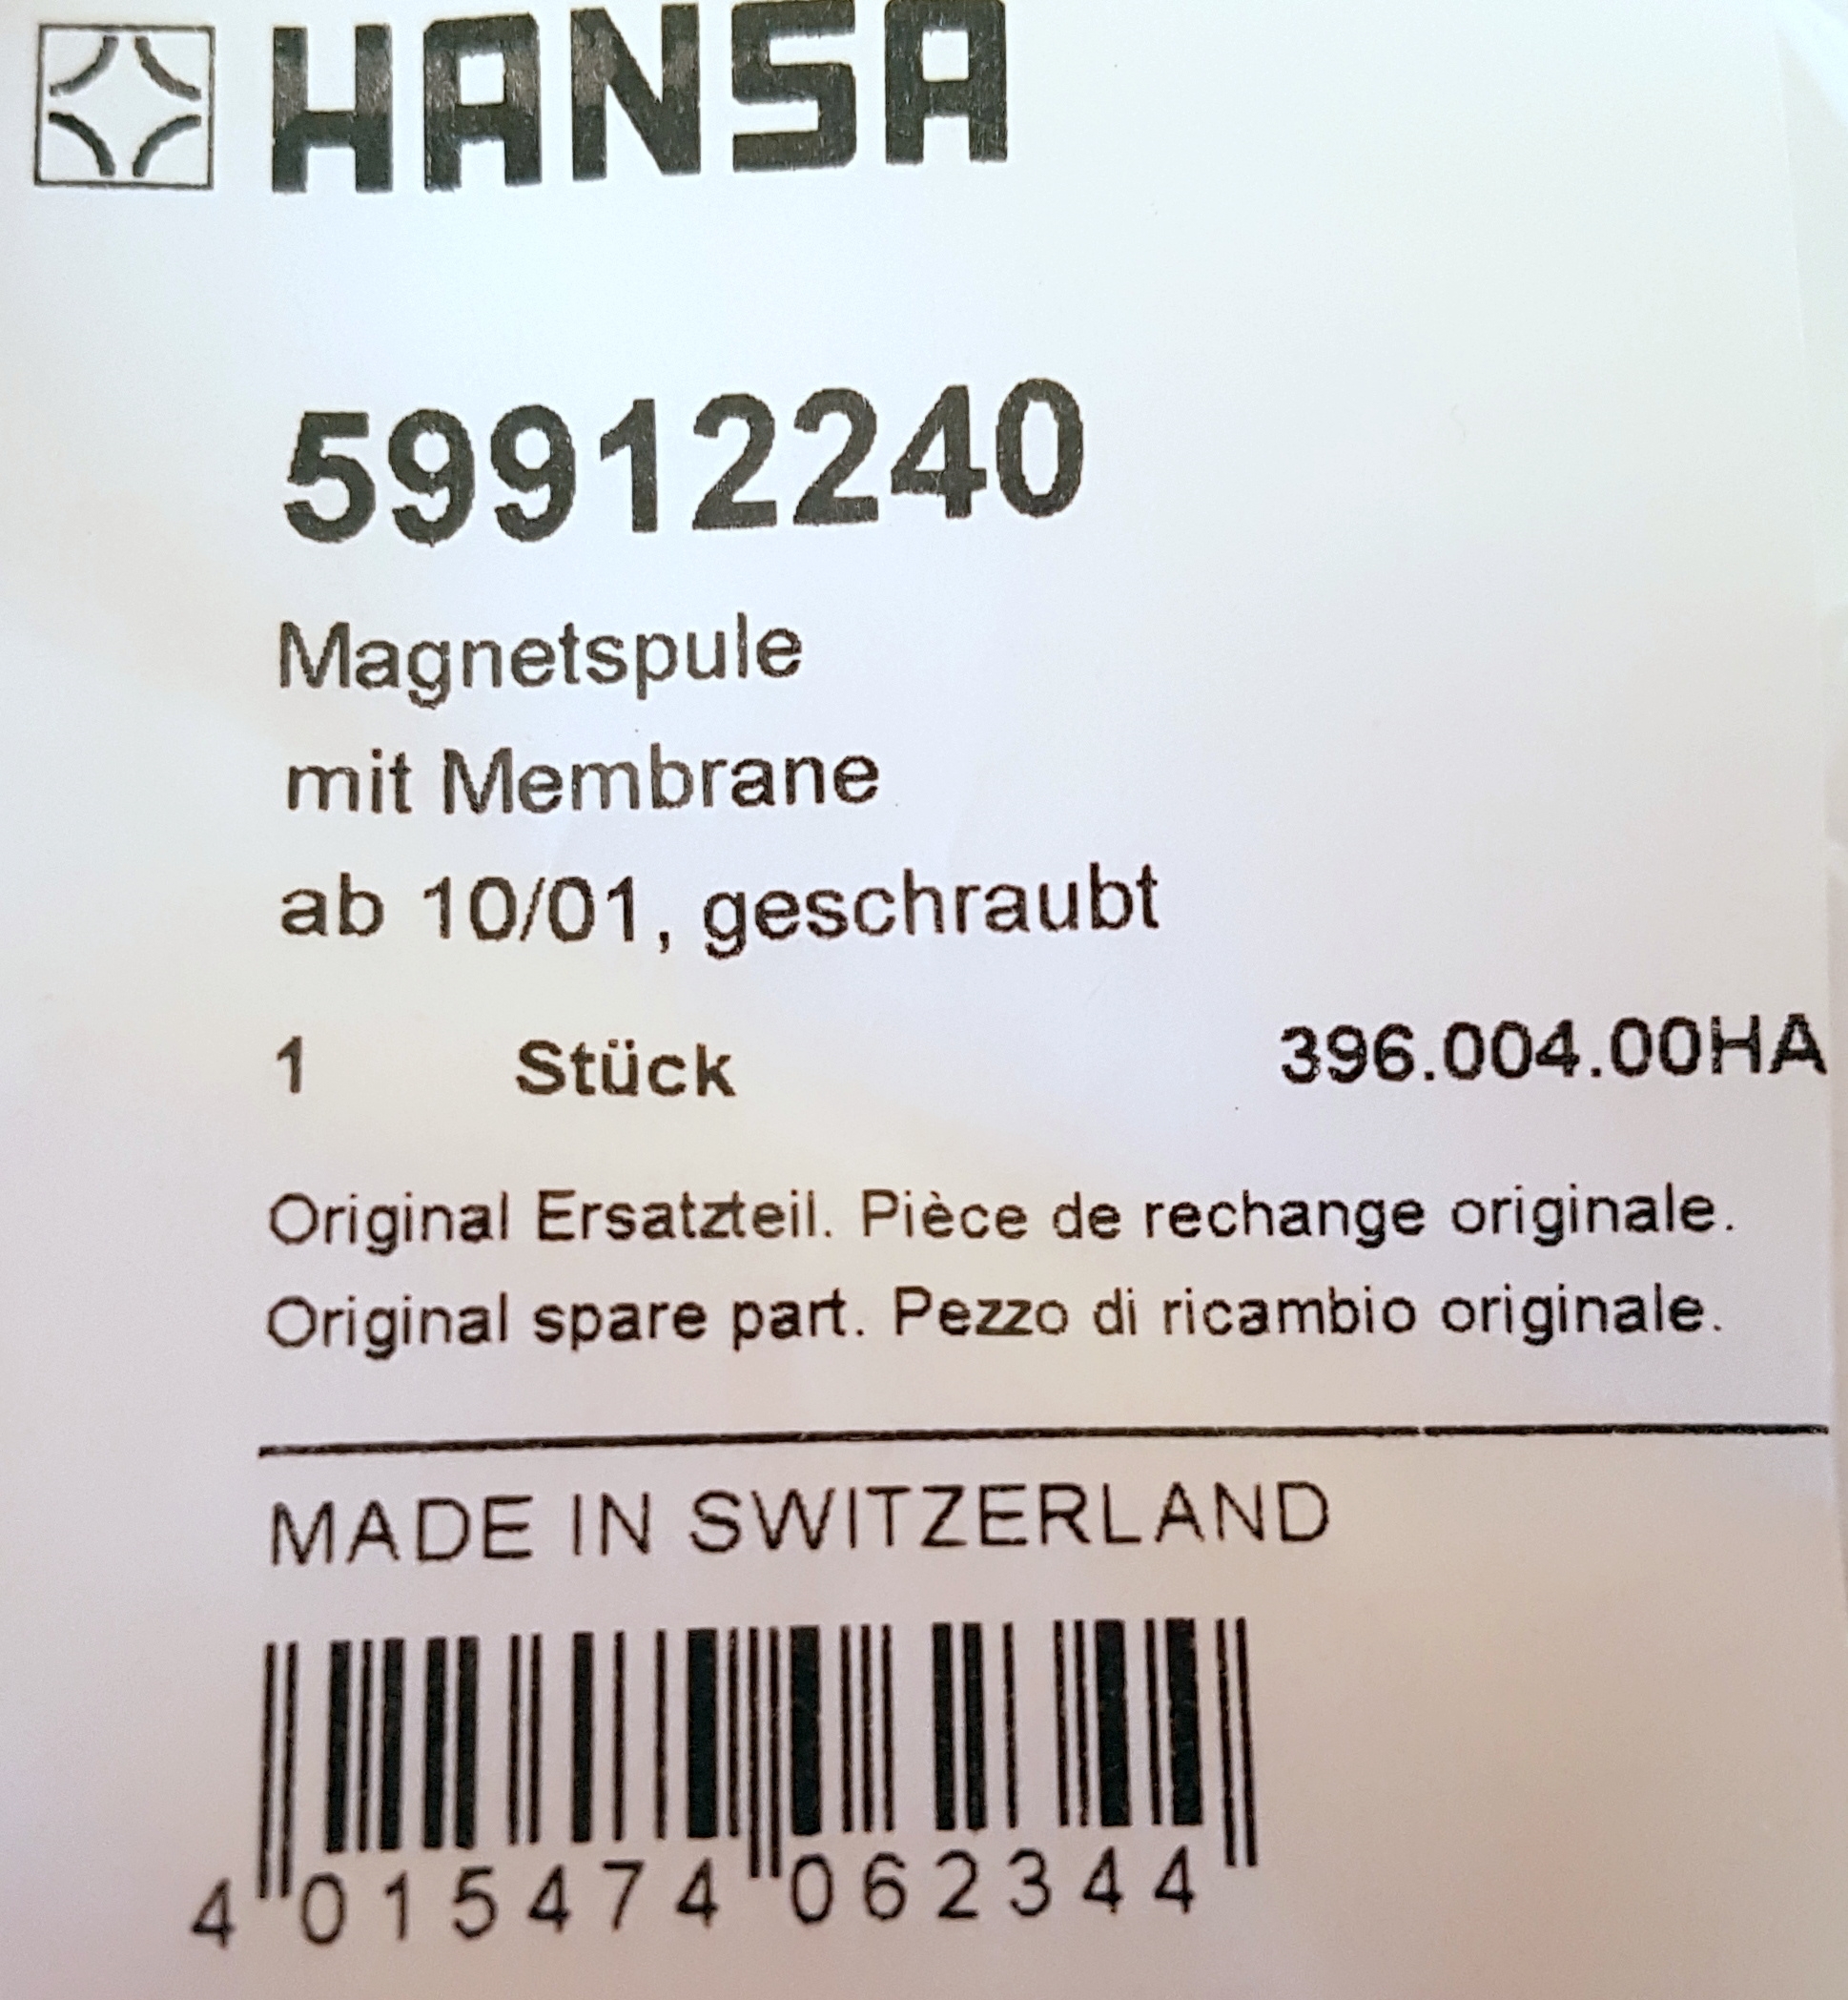 HANSA
59912240
Magnetspule
mit Membrane
ab 10/01, geschraubt
1 Stück 396.004.00HA
Original Ersatzteil. Pièce de rechange originale.
Original spare part. Pezzo di ricambio originale.
MADE IN SWITZERLAND
4 015474 062344